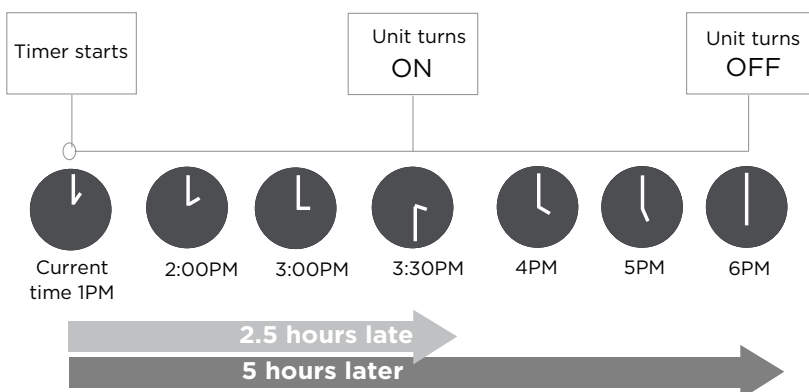 Timer starts
Unit turns
ON
Unit turns
OFF
Current
time 1PM
2:00PM
3:00PM
3:30PM
4PM
5PM
6PM
2.5 hours late
5 hours later